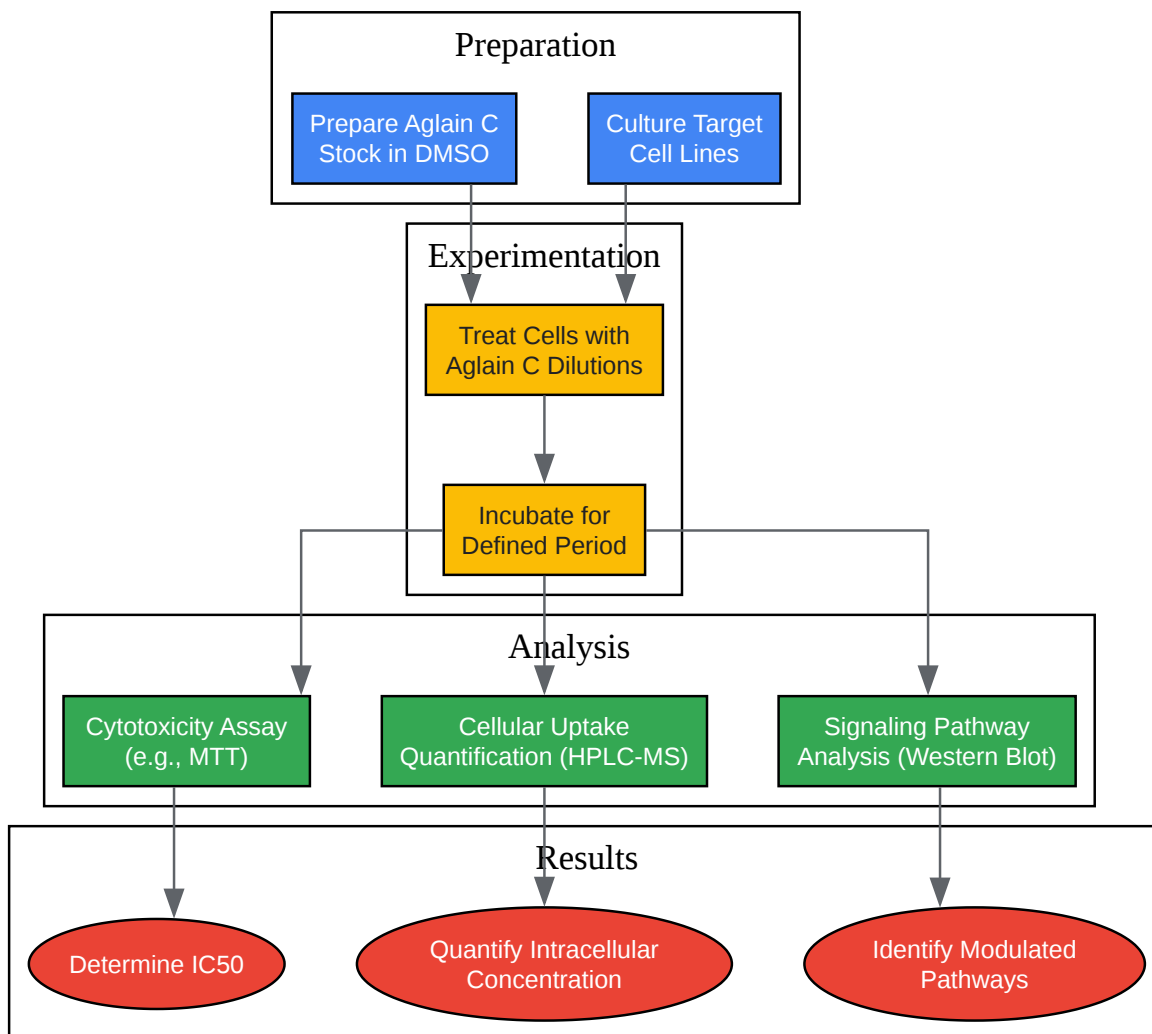 Preparation
Prepare Aglain C
Stock in DMSO
Culture Target
Cell Lines
Experimentation
Treat Cells with
Aglain C Dilutions
Incubate for
Defined Period
Analysis
Cytotoxicity Assay
(e.g., MTT)
Cellular Uptake
Quantification (HPLC-MS)
Signaling Pathway
Analysis (Western Blot)
Results
Determine IC50
Quantify Intracellular
Concentration
Identify Modulated
Pathways